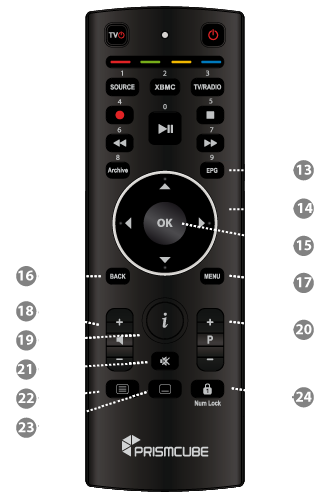 TV
1 2 3
SOURCE XBMC TV/RADIO
4 0 5
6 7
8 9
Archive EPG 13
14
OK
15
16 BACK MENU 17
18 + i + 20
19 P
21 − −
22
24
23 Num Lock
PRISMCUBE